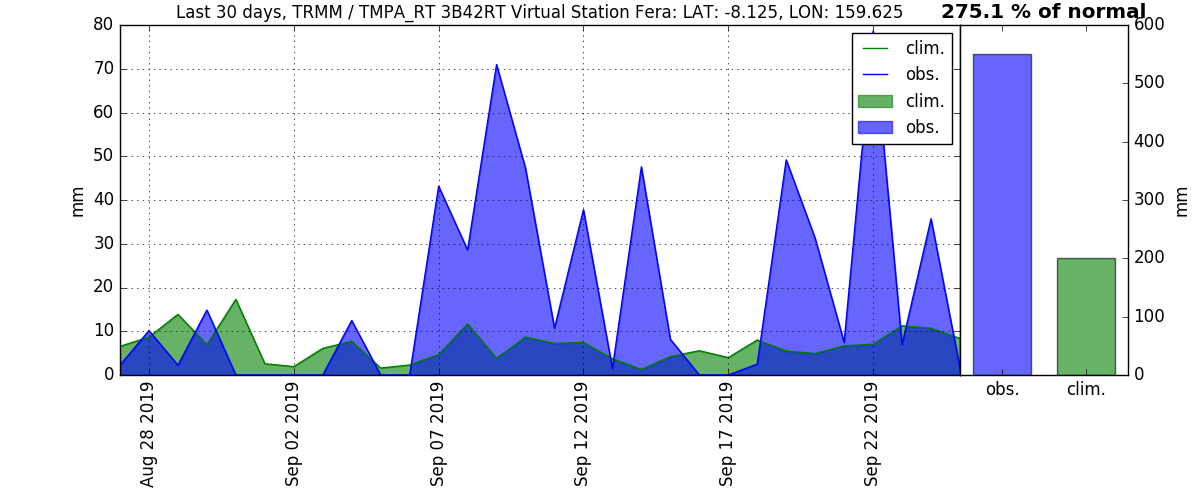 Last 30 days, TRMM / TMPA_RT 3B42RT Virtual Station Fera: LAT: -8.125, LON: 159.625
275.1 % of normal
80
70
60
50
40
30
20
10
0
mm
clim.
obs.
clim.
obs.
Aug 28 2019
Sep 02 2019
Sep 07 2019
Sep 12 2019
Sep 17 2019
Sep 22 2019
600
500
400
300
200
100
0
mm
obs.
clim.